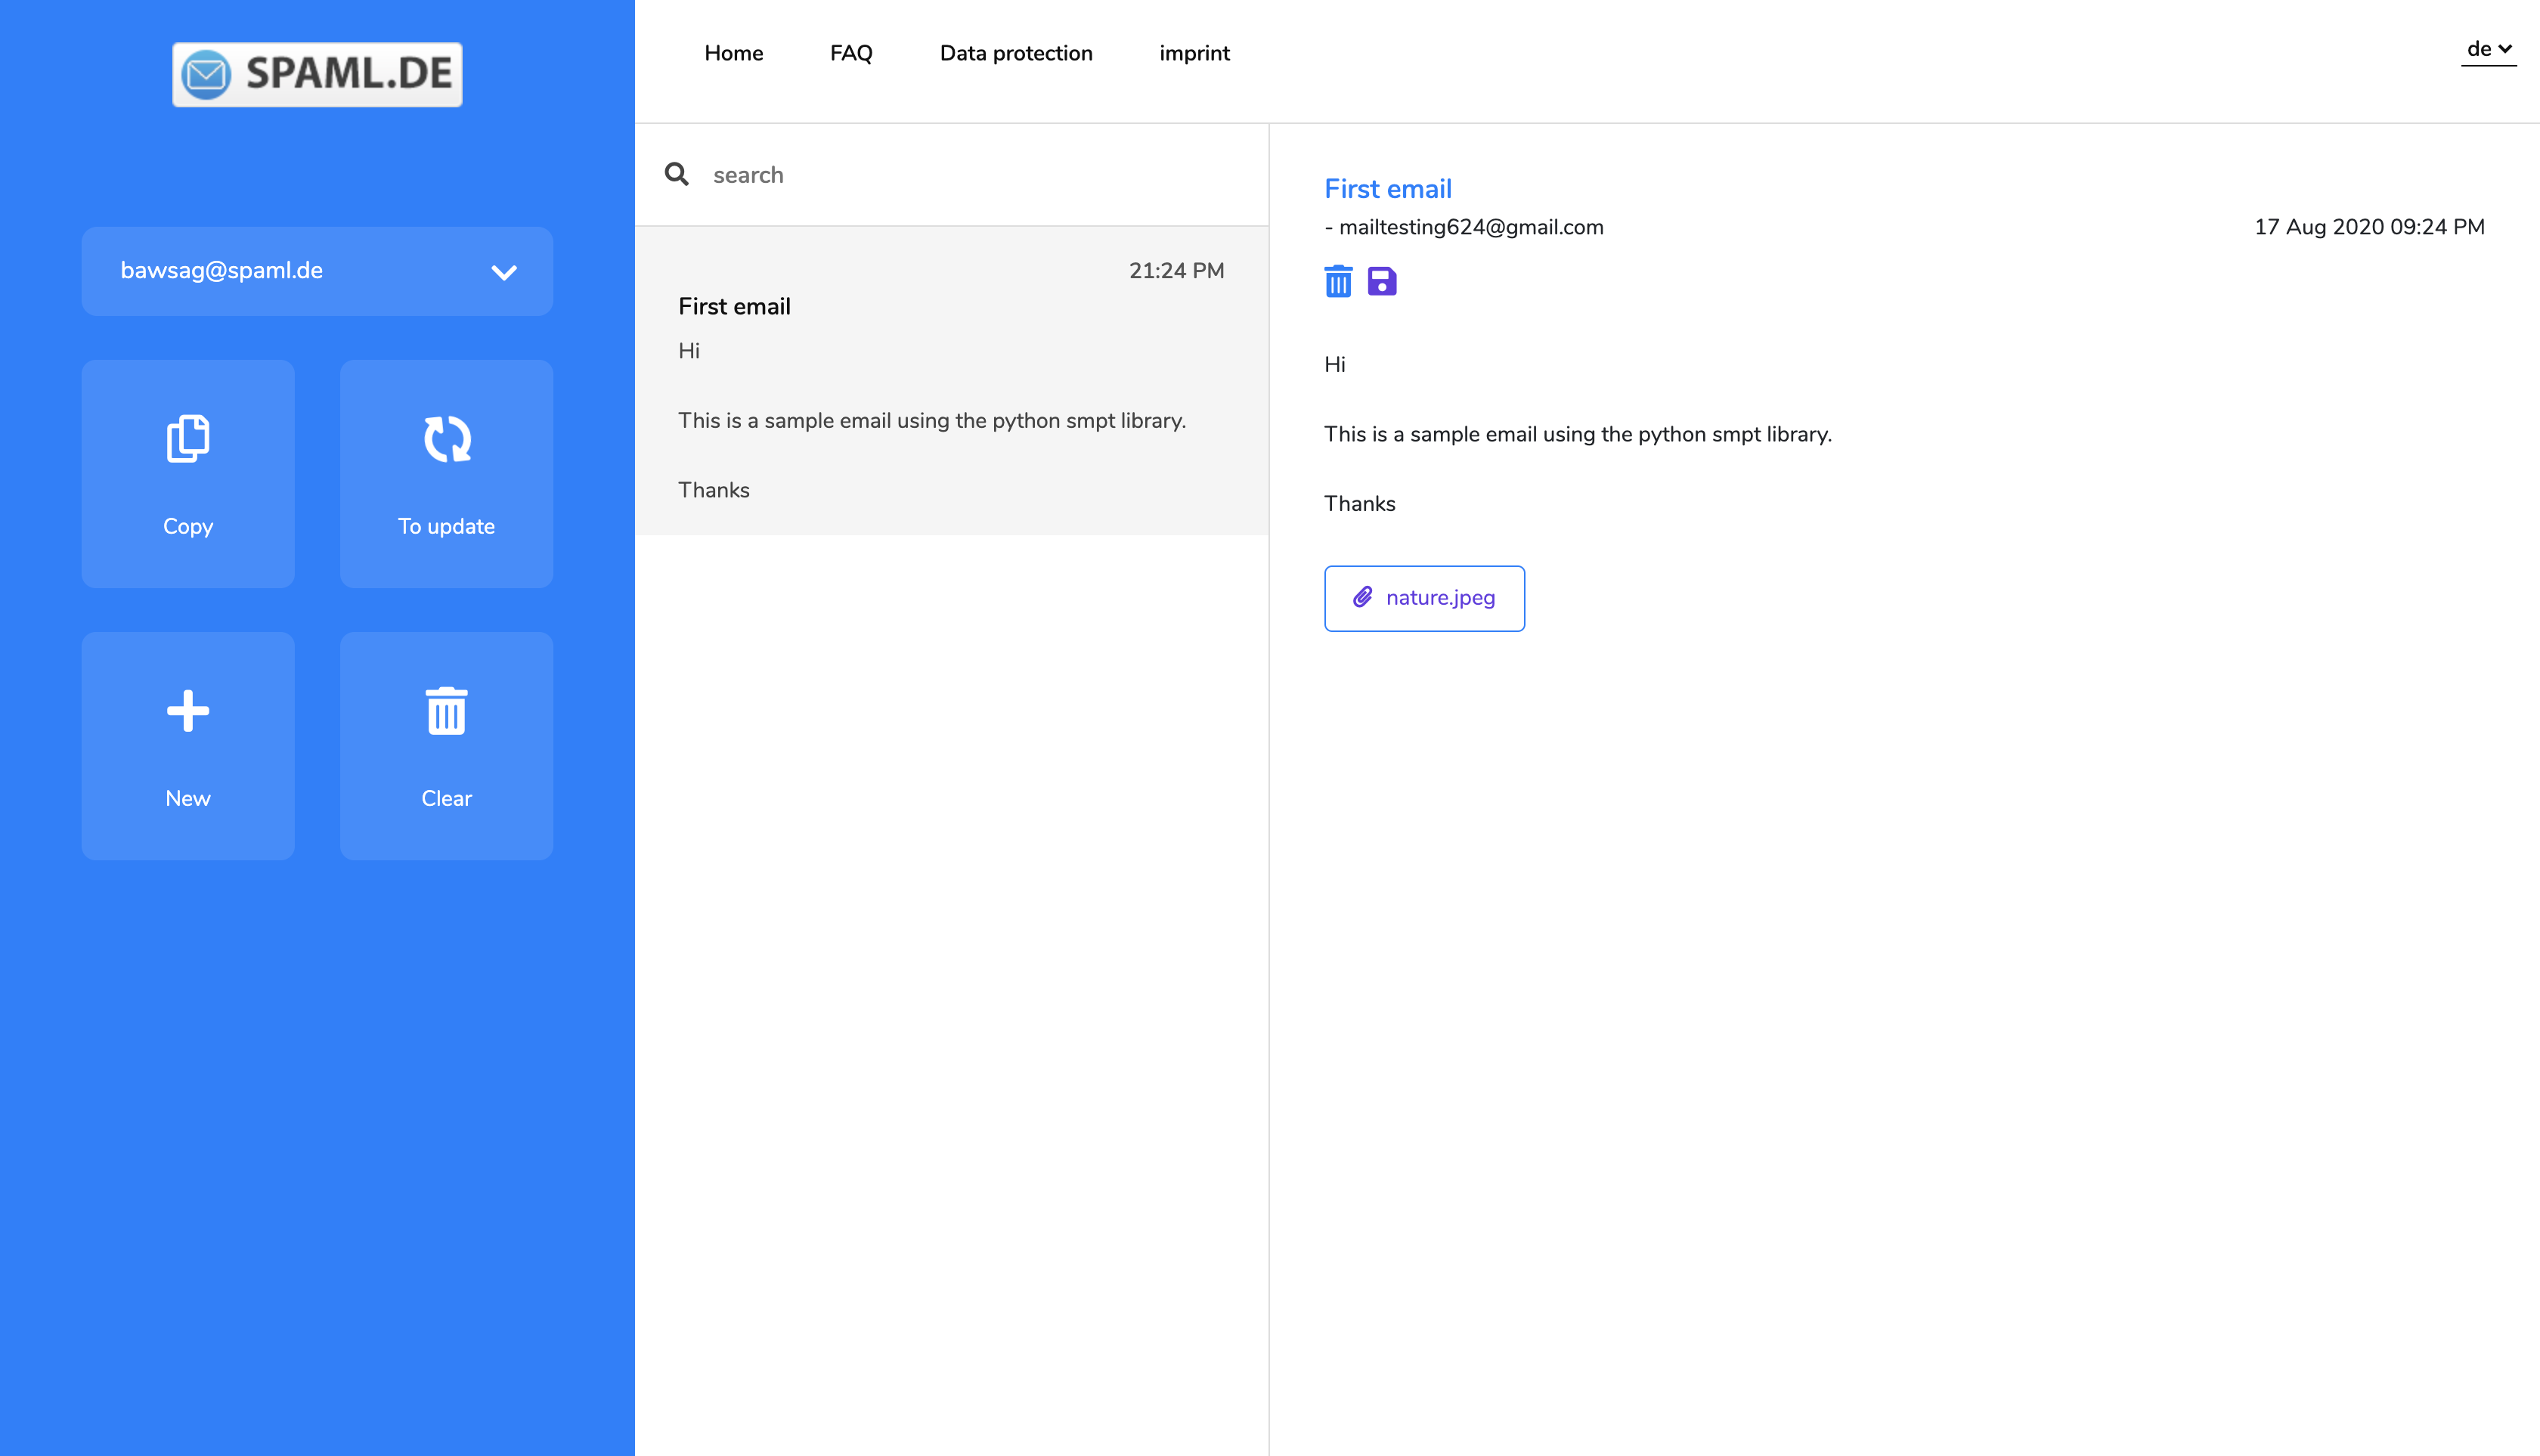 SPAML.DE
bawsag@spaml.de
Copy
To update
New
Clear
Home
FAQ
Data protection
imprint
de
search
21:24 PM
First email
Hi
This is a sample email using the python smpt library.
Thanks
First email
- mailtesting624@gmail.com
17 Aug 2020 09:24 PM
Hi
This is a sample email using the python smpt library.
Thanks
nature.jpeg